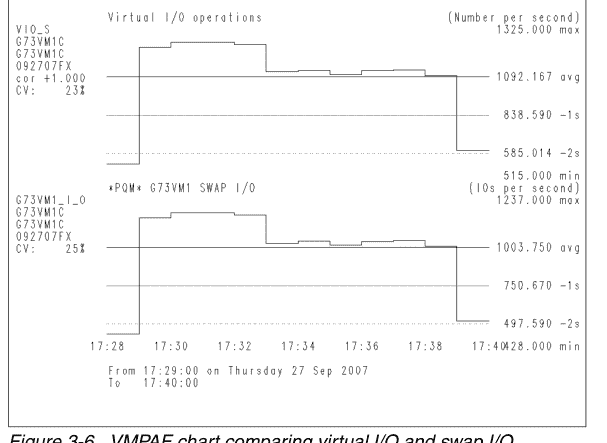 Virtual I/O operations (Number per second)
VIO_S 1325.000 max
G73VM1C
G73VM1C
092707FX
cor +1.000 1092.167 avg
CV: 23%
838.590 -1s
585.014 -2s
515.000 min
*PQM* G73VM1 SWAP I/O (IOs per second)
G73VM1_I_O 1237.000 max
G73VM1C
G73VM1C
092707FX
CV: 25% 1003.750 avg
750.670 -1s
497.590 -2s
17:28 17:30 17:32 17:34 17:36 17:38 17:40 428.000 min
From 17:29:00 on Thursday 27 Sep 2007
To 17:40:00
Figure 3-6 VMPAF chart comparing virtual I/O and swap I/O